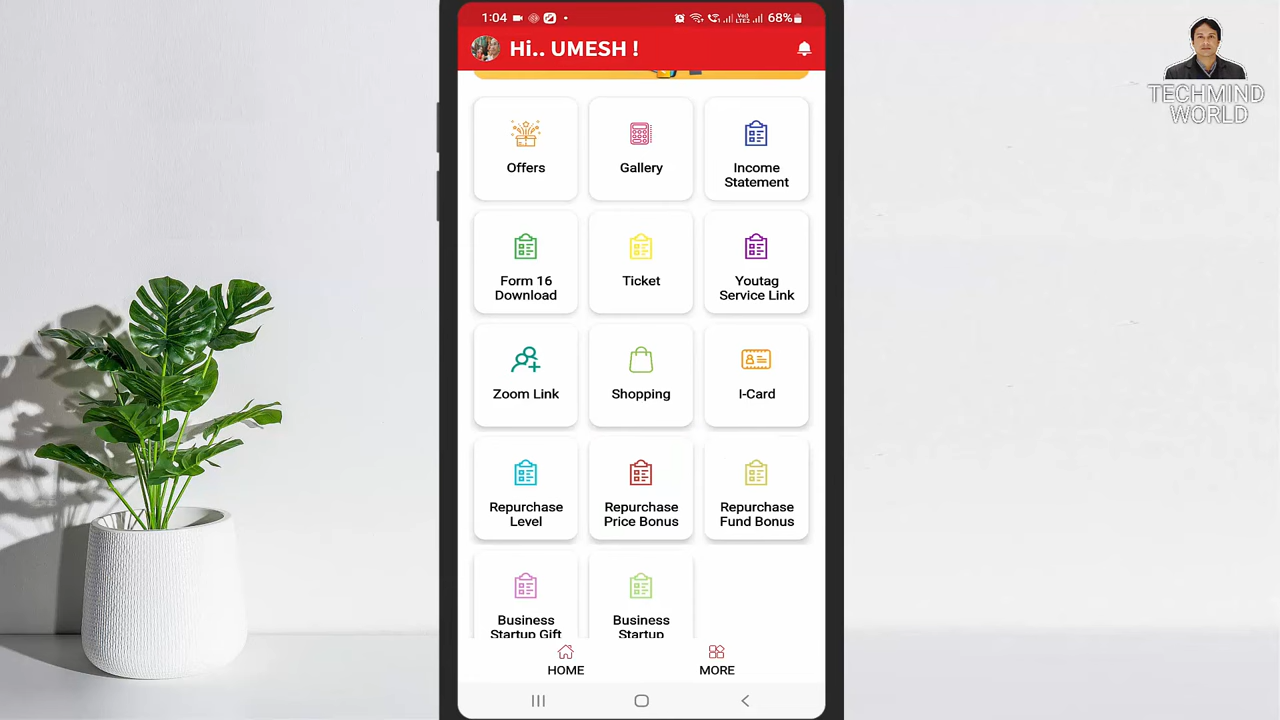 1:04
68%
Hi.. UMESH !
TECHMIND
WORLD
Offers
Gallery
Income
Statement
Form 16
Download
Ticket
Youtag
Service Link
Zoom Link
Shopping
I-Card
Repurchase
Level
Repurchase
Price Bonus
Repurchase
Fund Bonus
Business
Startup Gift
Business
Startup
HOME
MORE